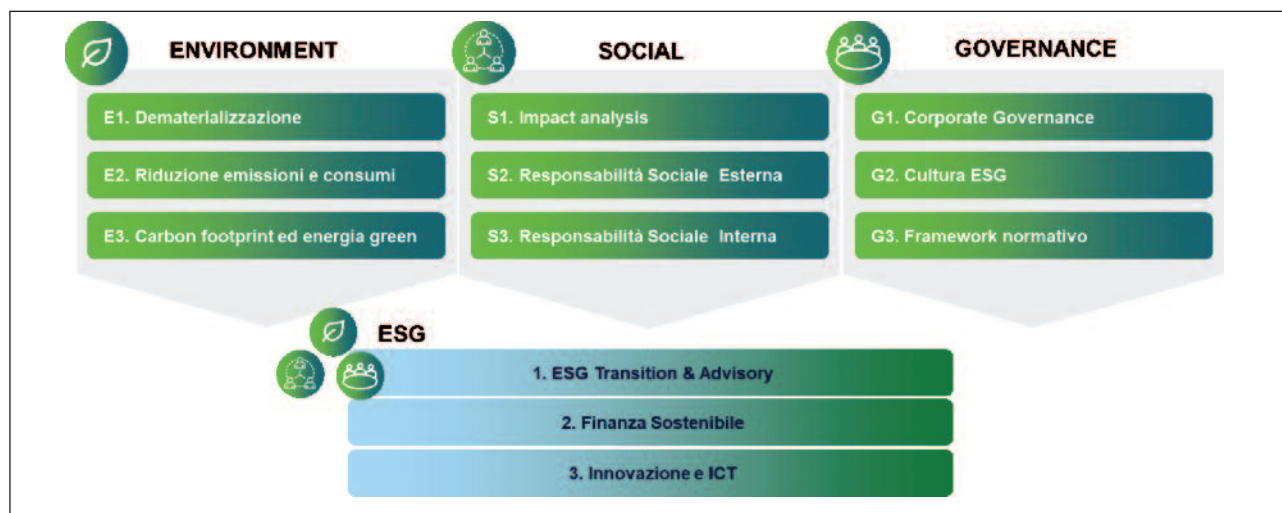 ENVIRONMENT
E1. Dematerializzazione
E2. Riduzione emissioni e consumi
E3. Carbon footprint ed energia green
SOCIAL
S1. Impact analysis
S2. Responsabilità Sociale Esterna
S3. Responsabilità Sociale Interna
GOVERNANCE
G1. Corporate Governance
G2. Cultura ESG
G3. Framework normativo
ESG
1. ESG Transition & Advisory
2. Finanza Sostenibile
3. Innovazione e ICT